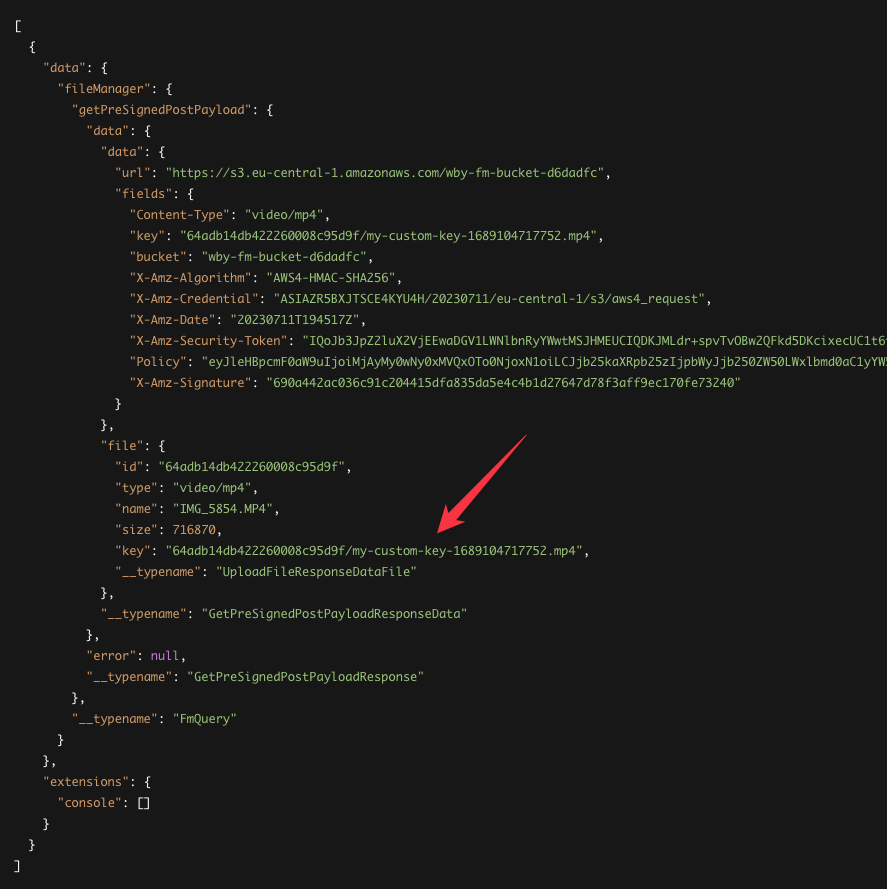 [
{
"data": {
"fileManager": {
"getPreSignedPostPayload": {
"data": {
"data": {
"url": "https://s3.eu-central-1.amazonaws.com/wby-fm-bucket-d6dadfc",
"fields": {
"Content-Type": "video/mp4",
"key": "64adb14db422260008c95d9f/my-custom-key-1689104717752.mp4",
"bucket": "wby-fm-bucket-d6dadfc",
"X-Amz-Algorithm": "AWS4-HMAC-SHA256",
"X-Amz-Credential": "ASIAZR5BXJTSCE4KYU4H/20230711/eu-central-1/s3/aws4_request",
"X-Amz-Date": "20230711T194517Z",
"X-Amz-Security-Token": "IQoJb3JpZ2luX2VjEEwaDGV1LWNlbnRyYWwtMSJHMEUCIQDKJMLdr+spvTvOBw2QFkd5DKcixecUC1t6
"Policy": "eyJleHBpcmF0aW9uIjoiMjAyMy0wNy0xMVQxOTo0NjoxN1oiLCJjb25kaXRpb25zIjpbWyJjb250ZW50LWxlbmd0aC1yYW5
"X-Amz-Signature": "690a442ac036c91c204415dfa835da5e4c4b1d27647d78f3aff9ec170fe73240"
}
},
"file": {
"id": "64adb14db422260008c95d9f",
"type": "video/mp4",
"name": "IMG_5854.MP4",
"size": 716870,
"key": "64adb14db422260008c95d9f/my-custom-key-1689104717752.mp4",
"__typename": "UploadFileResponseDataFile"
},
"__typename": "GetPreSignedPostPayloadResponseData"
},
"error": null,
"__typename": "GetPreSignedPostPayloadResponse"
},
"__typename": "FmQuery"
}
},
"extensions": {
"console": []
}
}
]